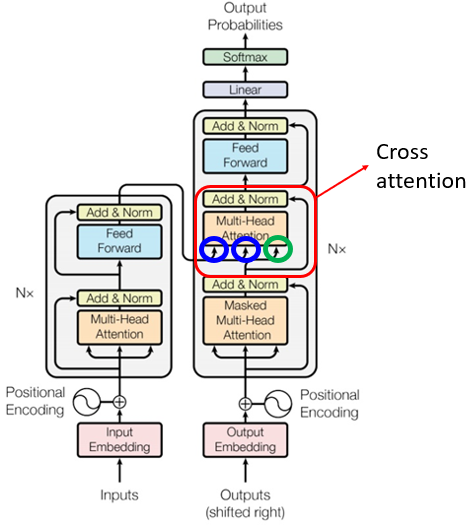 Output
Probabilities
Softmax
Linear
Add & Norm
Feed
Forward
Add & Norm
Multi-Head
Attention
Cross
attention
Add & Norm
Masked
Multi-Head
Attention
N×
Add & Norm
Feed
Forward
N×
Add & Norm
Multi-Head
Attention
Positional
Encoding
Positional
Encoding
Input
Embedding
Output
Embedding
Inputs
Outputs
(shifted right)